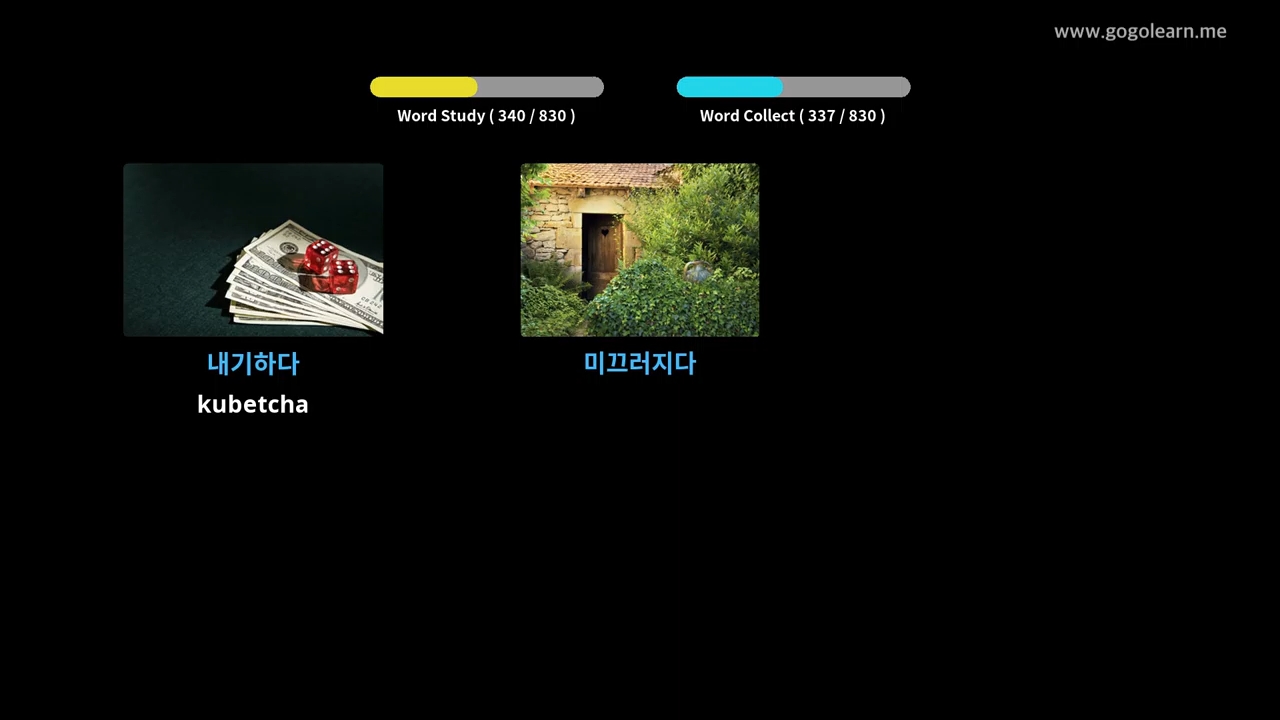 www.gogolearn.me
Word Study ( 340 / 830 )
Word Collect ( 337 / 830 )
내기하다
미끄러지다
kubetcha